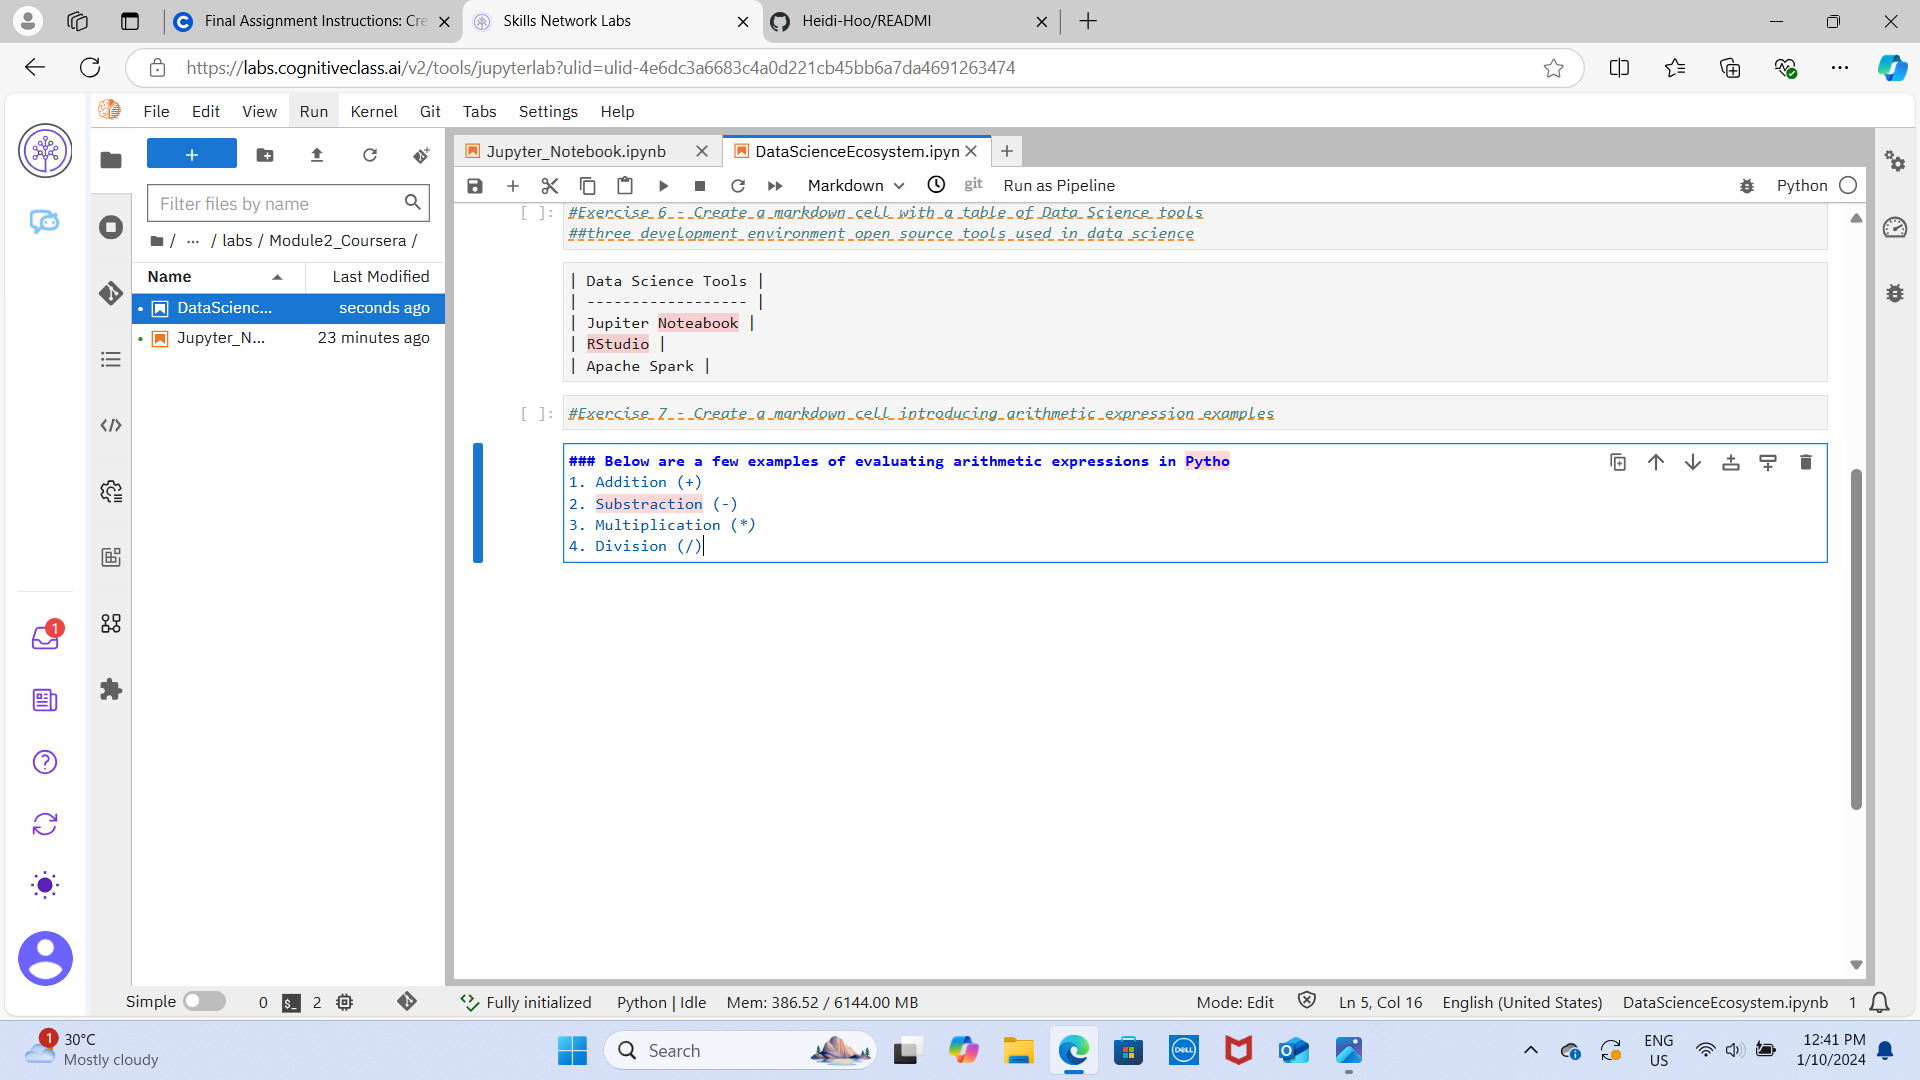 Final Assignment Instructions: Cre
Skills Network Labs
Heidi-Hoo/READMI
https://labs.cognitiveclass.ai/v2/tools/jupyterlab?ulid=ulid-4e6dc3a6683c4a0d221cb45bb6a7da4691263474
File Edit View Run Kernel Git Tabs Settings Help
Jupyter_Notebook.ipynb
DataScienceEcosystem.ipyn
Markdown
git
Run as Pipeline
Python
Filter files by name
/ ... / labs / Module2_Coursera /
Name Last Modified
DataScienc... seconds ago
Jupyter_N... 23 minutes ago
[ ]: #Exercise 6 - Create a markdown cell with a table of Data Science tools
##three development environment open source tools used in data science
| Data Science Tools |
| ------------------ |
| Jupiter Noteabook |
| RStudio |
| Apache Spark |
[ ]: #Exercise 7 - Create a markdown cell introducing arithmetic expression examples
### Below are a few examples of evaluating arithmetic expressions in Pytho
1. Addition (+)
2. Substraction (-)
3. Multiplication (*)
4. Division (/)
1
Simple 0 $_ 2 Fully initialized Python | Idle Mem: 386.52 / 6144.00 MB Mode: Edit Ln 5, Col 16 English (United States) DataScienceEcosystem.ipynb 1
1
30°C
Mostly cloudy
Search
DELL
ENG
US
12:41 PM
1/10/2024